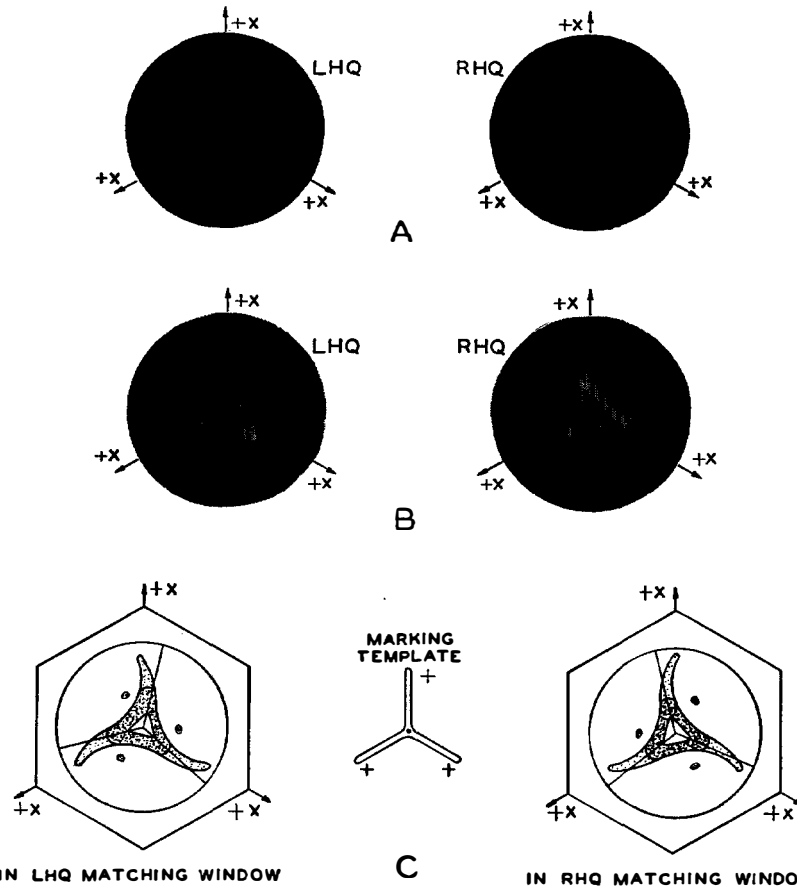 +X +X
LHQ RHQ
+X +X +X +X
A
+X +X
LHQ RHQ
+X +X +X +X
B
+X +X
MARKING
TEMPLATE
+
+ +
+X +X +X +X
IN LHQ MATCHING WINDOW C IN RHQ MATCHING WINDO